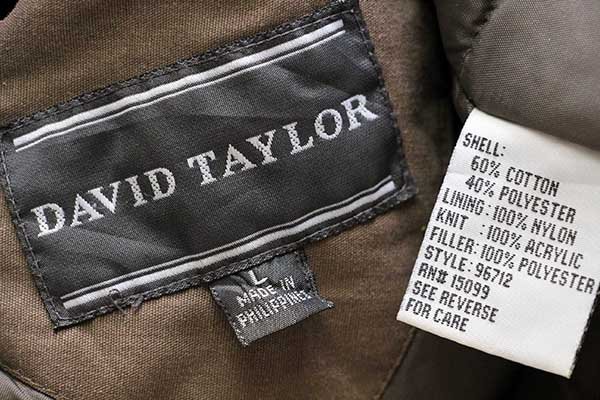 DAVID TAYLOR
L
MADE IN
PHILIPPINES
SHELL:
60% COTTON
40% POLYESTER
LINING: 100% NYLON
KNIT : 100% ACRYLIC
FILLER: 100% POLYESTER
STYLE: 96712
RN# 15099
SEE REVERSE
FOR CARE